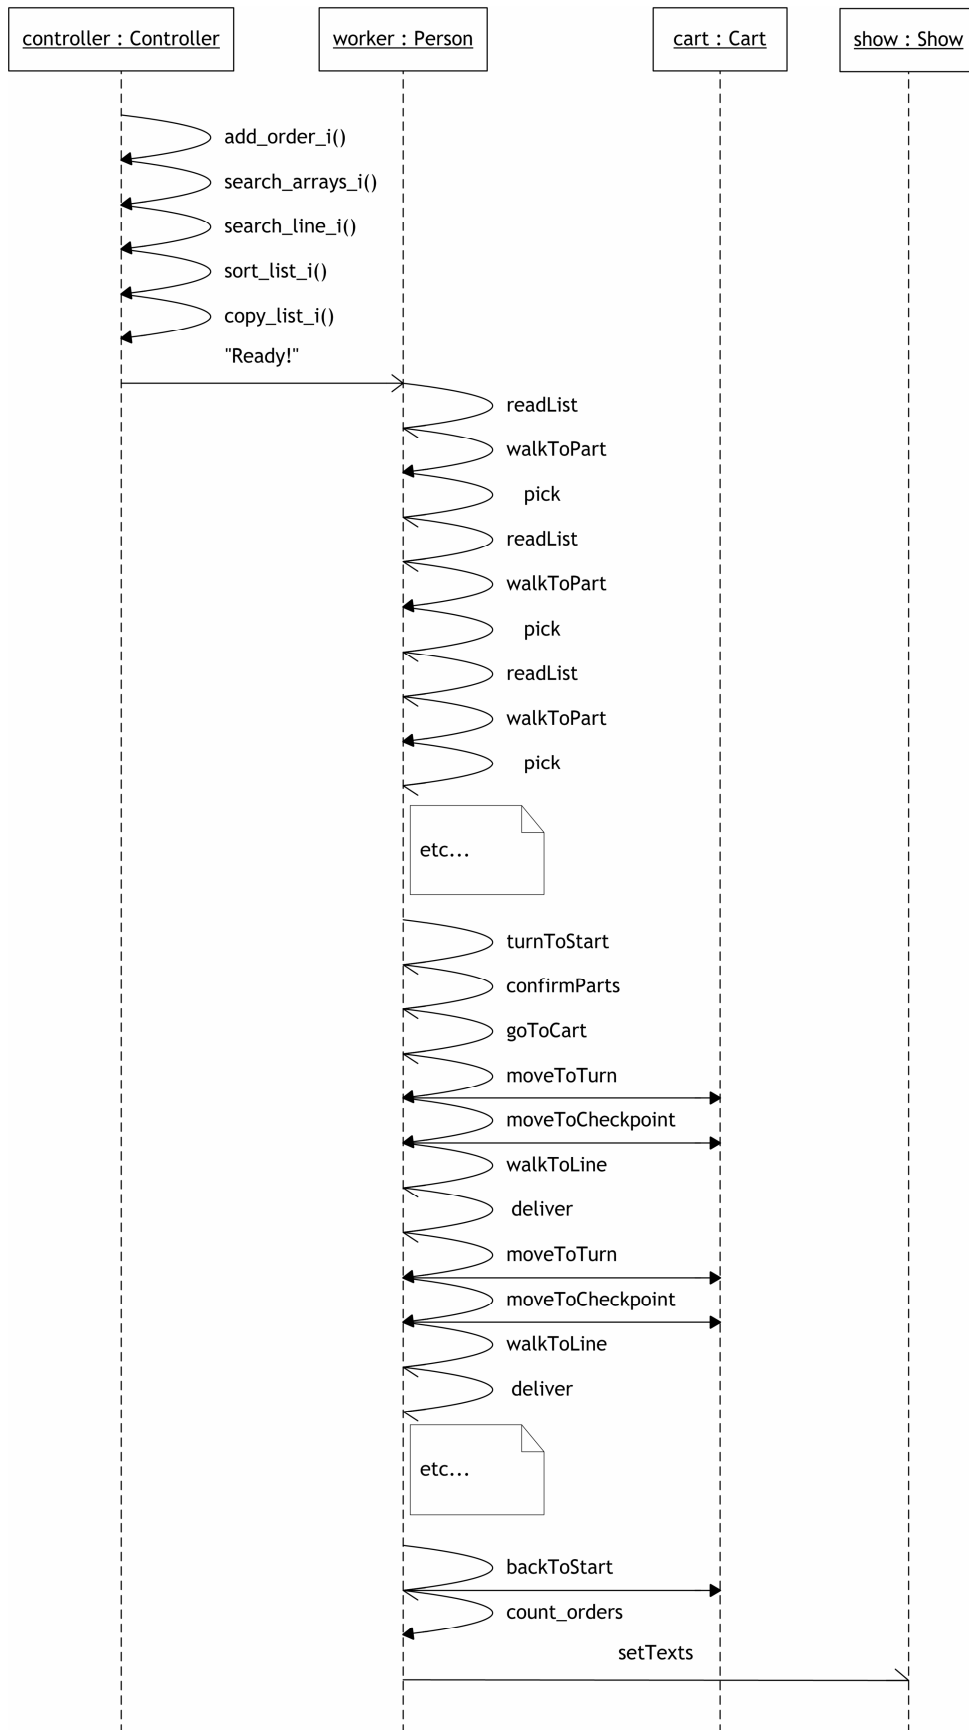 controller : Controller
worker : Person
cart : Cart
show : Show
add_order_i()
search_arrays_i()
search_line_i()
sort_list_i()
copy_list_i()
"Ready!"
readList
walkToPart
pick
readList
walkToPart
pick
readList
walkToPart
pick
etc...
turnToStart
confirmParts
goToCart
moveToTurn
moveToCheckpoint
walkToLine
deliver
moveToTurn
moveToCheckpoint
walkToLine
deliver
etc...
backToStart
count_orders
setTexts